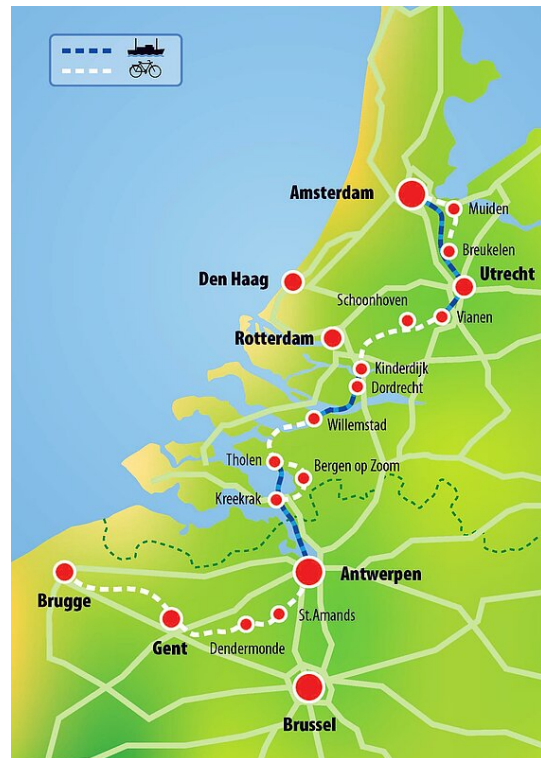 Amsterdam
Muiden
Breukelen
Utrecht
Den Haag
Schoonhoven
Vianen
Rotterdam
Kinderdijk
Dordrecht
Willemstad
Tholen
Bergen op Zoom
Kreekrak
Antwerpen
Brugge
St.Amands
Gent
Dendermonde
Brussel